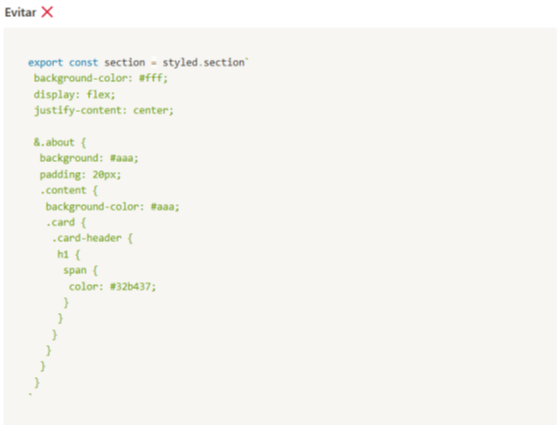 Evitar ❌
export const section = styled.section`
background-color: #fff;
display: flex;
justify-content: center;
&.about {
background: #aaa;
padding: 20px;
.content {
background-color: #aaa;
.card {
.card-header {
h1 {
span {
color: #32b437;
}
}
}
}
}
}
`